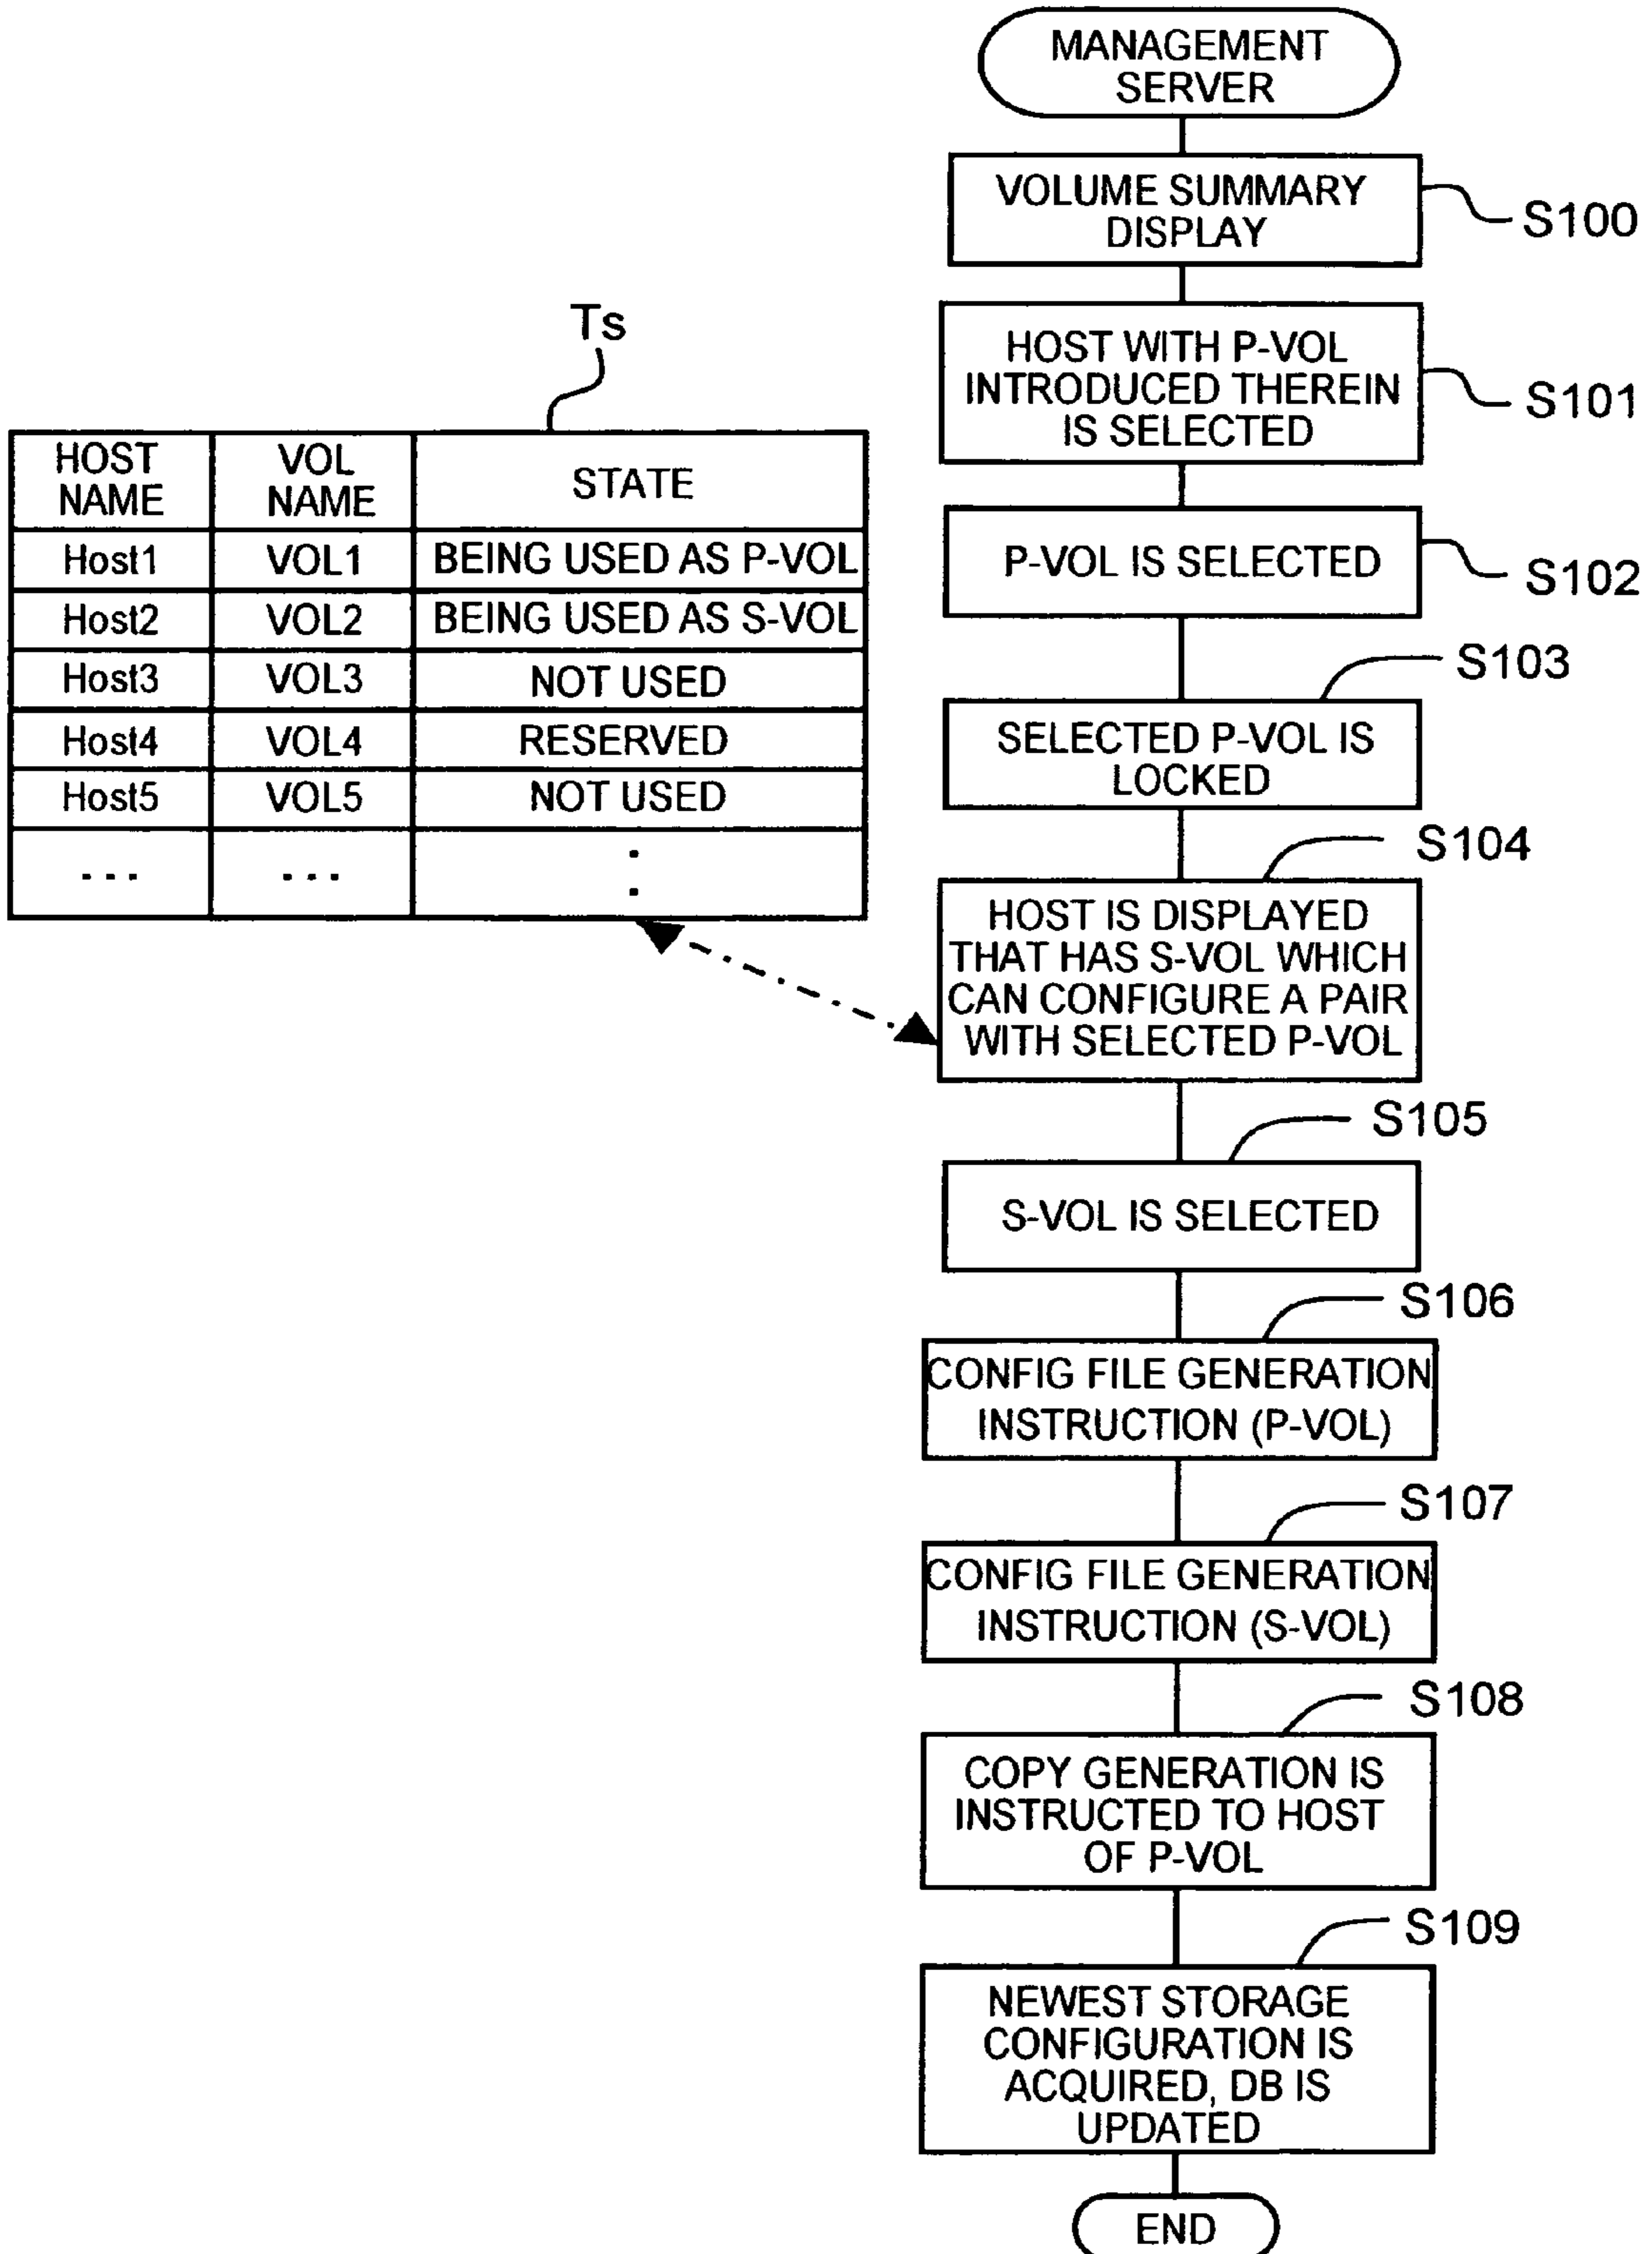 MANAGEMENT
SERVER
VOLUME SUMMARY
DISPLAY
S100
HOST WITH P-VOL
INTRODUCED THEREIN
IS SELECTED
S101
P-VOL IS SELECTED
S102
S103
SELECTED P-VOL IS
LOCKED
S104
HOST IS DISPLAYED
THAT HAS S-VOL WHICH
CAN CONFIGURE A PAIR
WITH SELECTED P-VOL
S105
S-VOL IS SELECTED
S106
CONFIG FILE GENERATION
INSTRUCTION (P-VOL)
S107
CONFIG FILE GENERATION
INSTRUCTION (S-VOL)
S108
COPY GENERATION IS
INSTRUCTED TO HOST
OF P-VOL
S109
NEWEST STORAGE
CONFIGURATION IS
ACQUIRED, DB IS
UPDATED
END
Ts
HOST
NAME
VOL
NAME
STATE
Host1 VOL1 BEING USED AS P-VOL
Host2 VOL2 BEING USED AS S-VOL
Host3 VOL3 NOT USED
Host4 VOL4 RESERVED
Host5 VOL5 NOT USED
... ... :